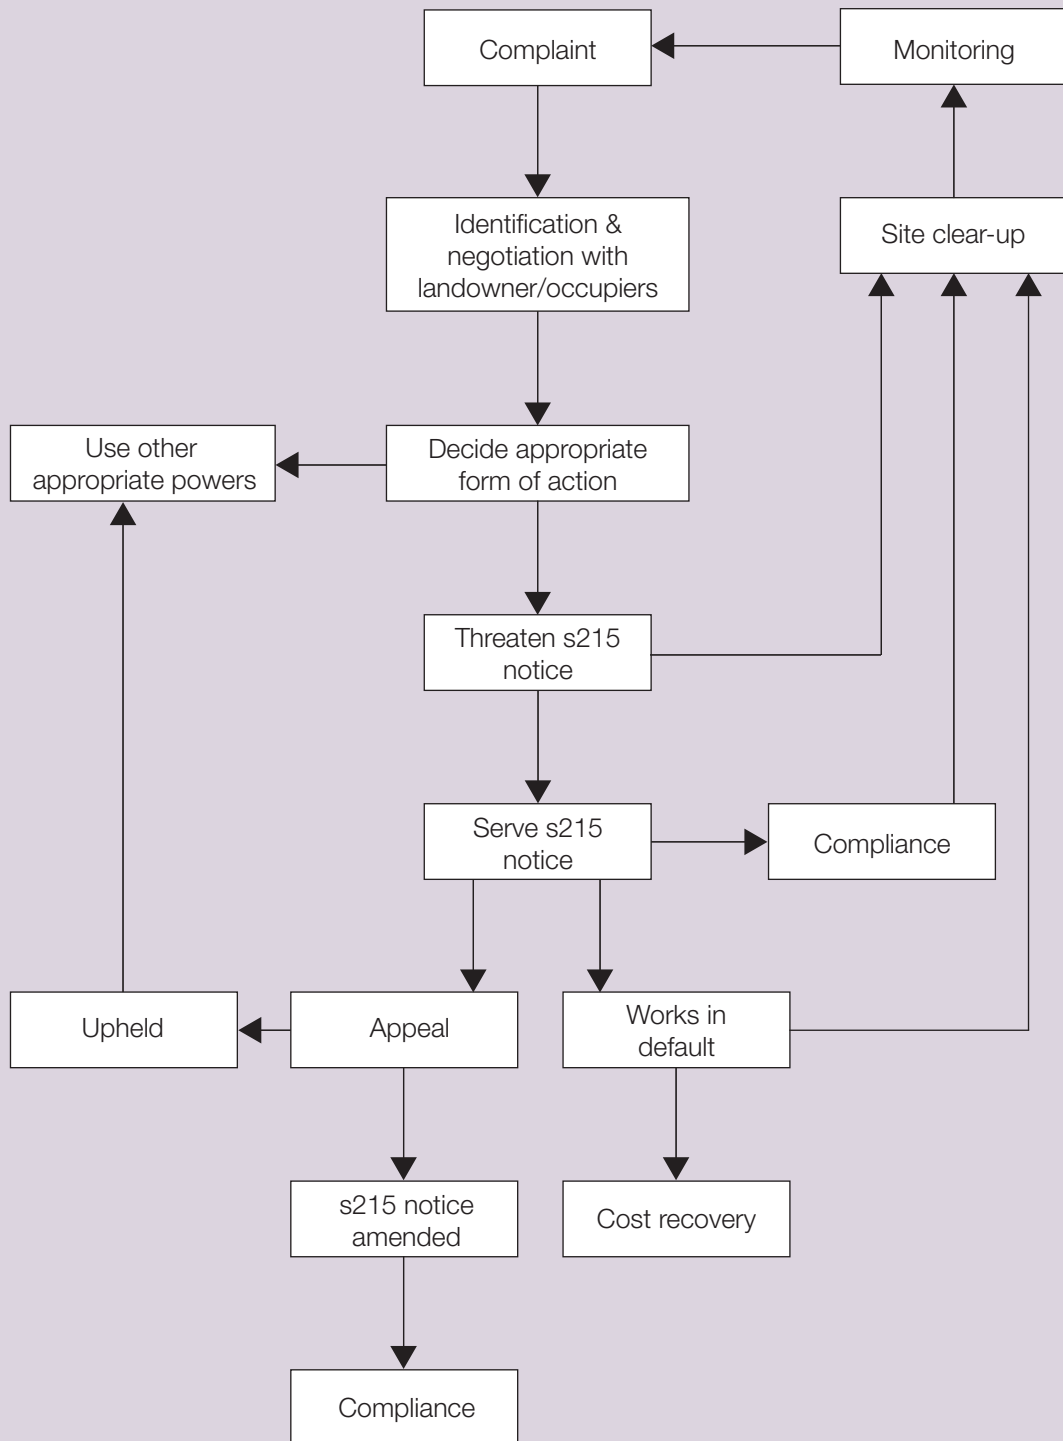 Complaint
Monitoring
Identification &
negotiation with
landowner/occupiers
Site clear-up
Use other
appropriate powers
Decide appropriate
form of action
Threaten s215
notice
Serve s215
notice
Compliance
Upheld
Appeal
Works in
default
s215 notice
amended
Cost recovery
Compliance